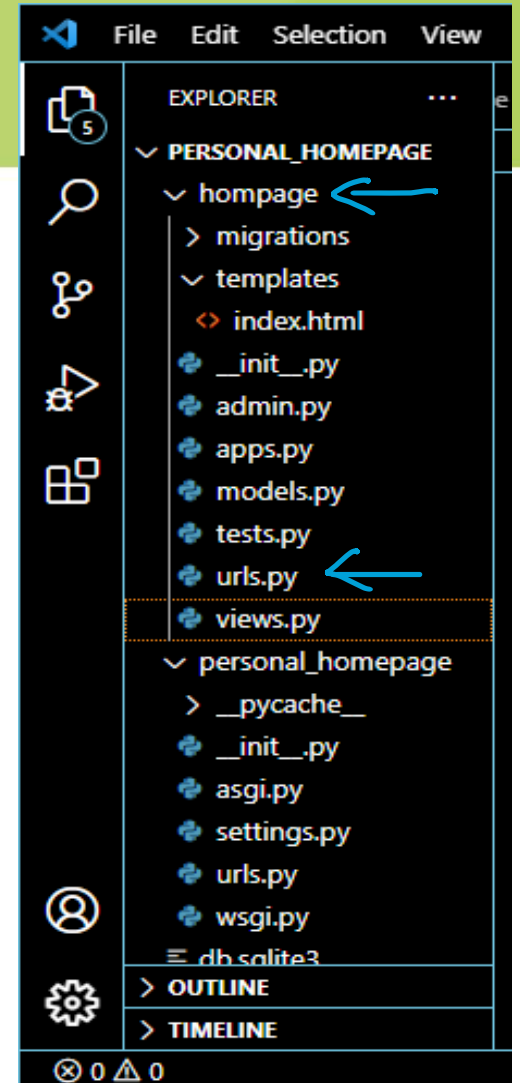 File Edit Selection View
EXPLORER ...
5
e
PERSONAL_HOMEPAGE
hompage
migrations
templates
<> index.html
__init__.py
admin.py
apps.py
models.py
tests.py
urls.py
views.py
personal_homepage
__pycache__
__init__.py
asgi.py
settings.py
urls.py
wsgi.py
db.sqlite3
OUTLINE
TIMELINE
0 0